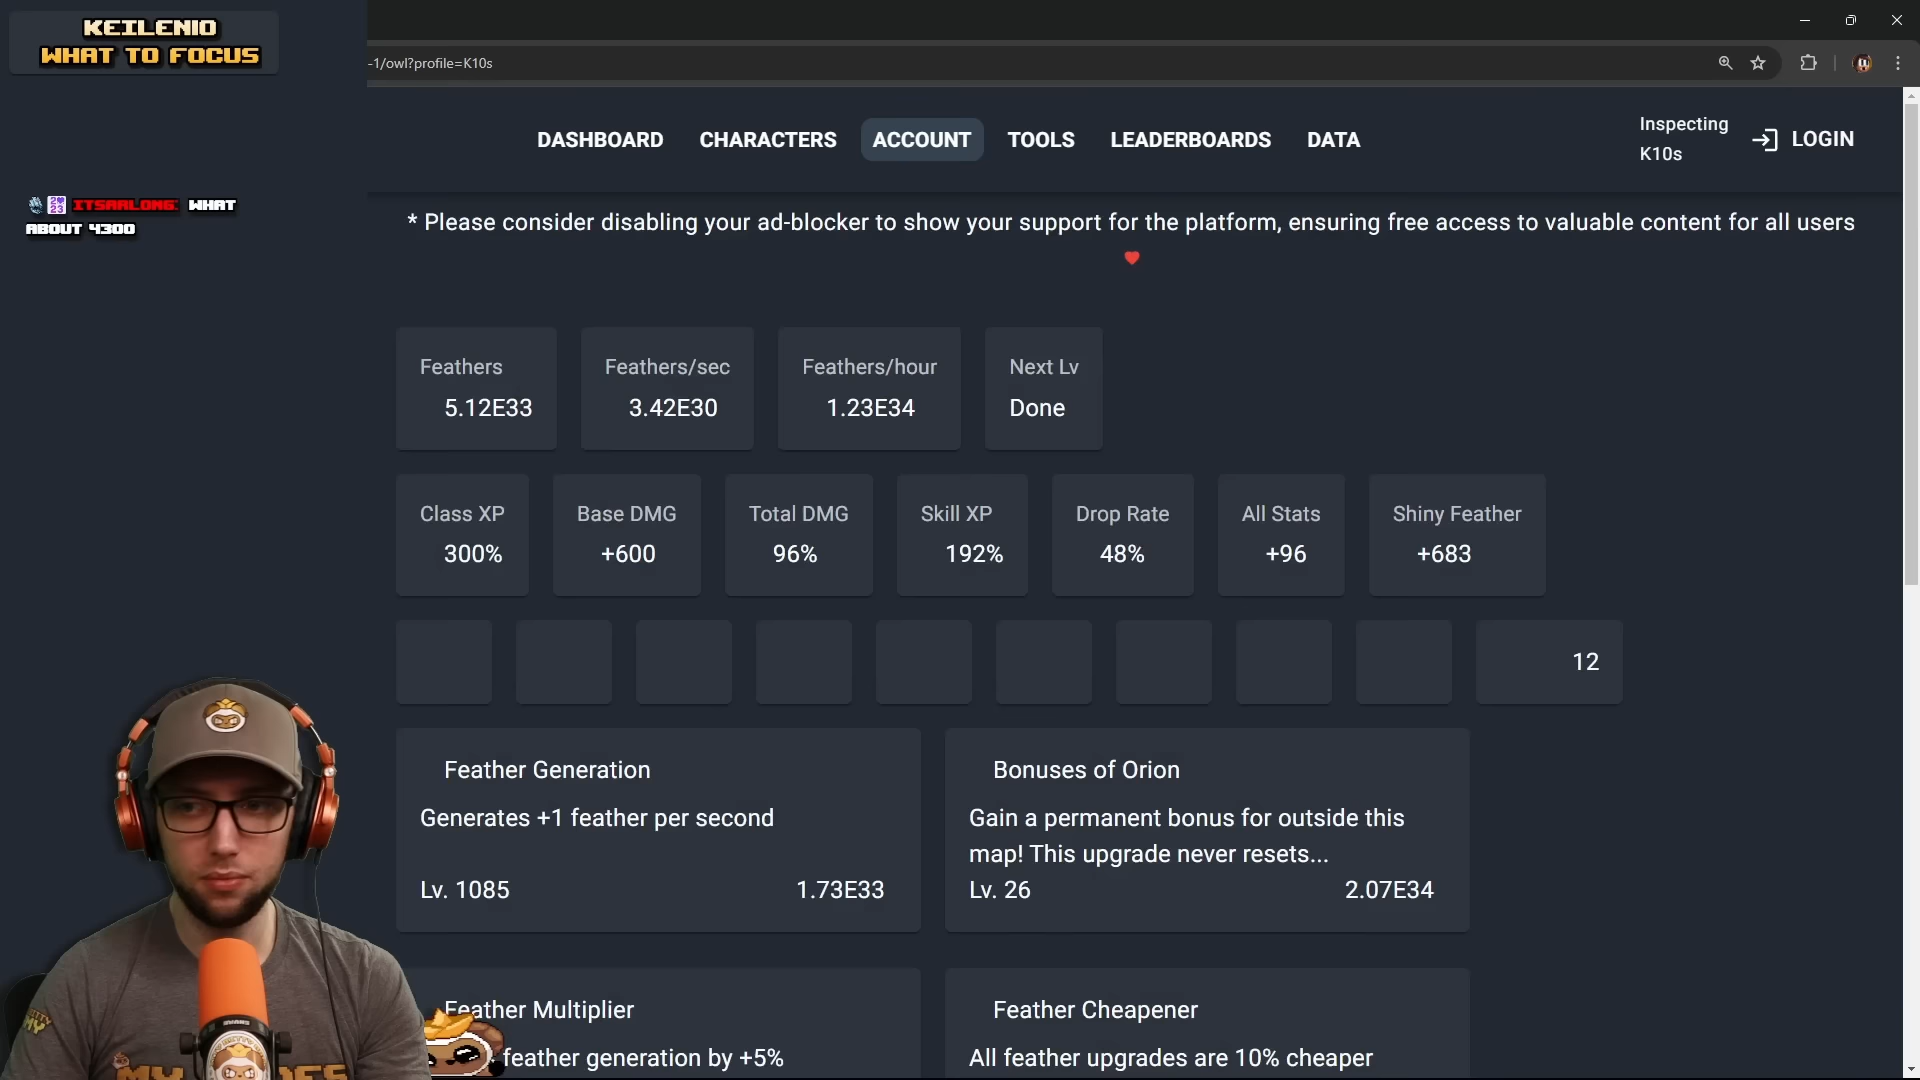 KEILENIO
WHAT TO FOCUS
-1/owl?profile=K10s
DASHBOARD CHARACTERS ACCOUNT TOOLS LEADERBOARDS DATA
Inspecting
K10s
LOGIN
ITSAALONG: WHAT
ABOUT 4300
* Please consider disabling your ad-blocker to show your support for the platform, ensuring free access to valuable content for all users
Feathers Feathers/sec Feathers/hour Next Lv
5.12E33 3.42E30 1.23E34 Done
Class XP Base DMG Total DMG Skill XP Drop Rate All Stats Shiny Feather
300% +600 96% 192% 48% +96 +683
12
Feather Generation
Generates +1 feather per second
Lv. 1085 1.73E33
Bonuses of Orion
Gain a permanent bonus for outside this
map! This upgrade never resets...
Lv. 26 2.07E34
Feather Multiplier
feather generation by +5%
Feather Cheapener
All feather upgrades are 10% cheaper